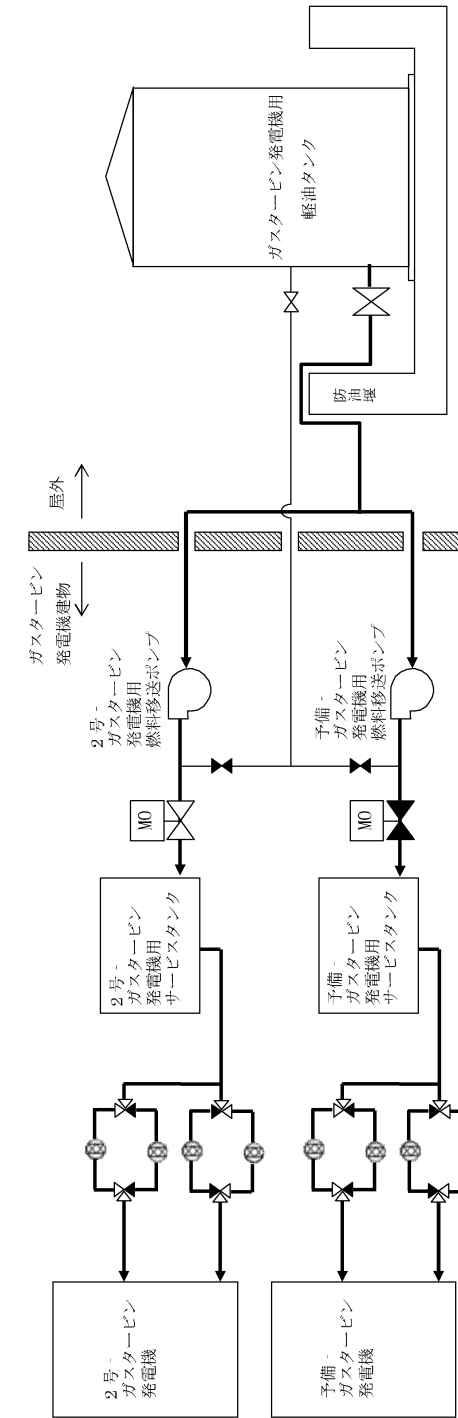 ガスタービン発電機用
軽油タンク
防油堰
屋外
ガスタービン
発電機建物
2号-
ガスタービン
発電機用
燃料移送ポンプ
予備-
ガスタービン
発電機用
燃料移送ポンプ
MO
MO
2号-
ガスタービン
発電機用
サービスタンク
予備-
ガスタービン
発電機用
サービスタンク
2号-
ガスタービン
発電機
予備-
ガスタービン
発電機